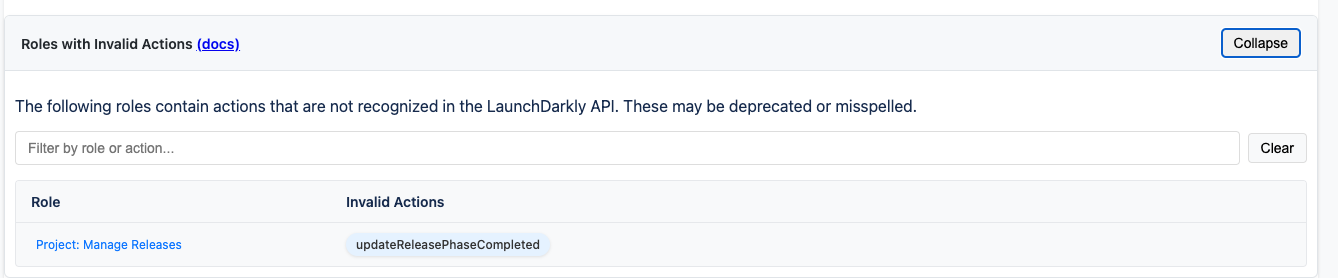 Roles with Invalid Actions (docs)
Collapse
The following roles contain actions that are not recognized in the LaunchDarkly API. These may be deprecated or misspelled.
Filter by role or action...
Clear
Role Invalid Actions
Project: Manage Releases updateReleasePhaseCompleted